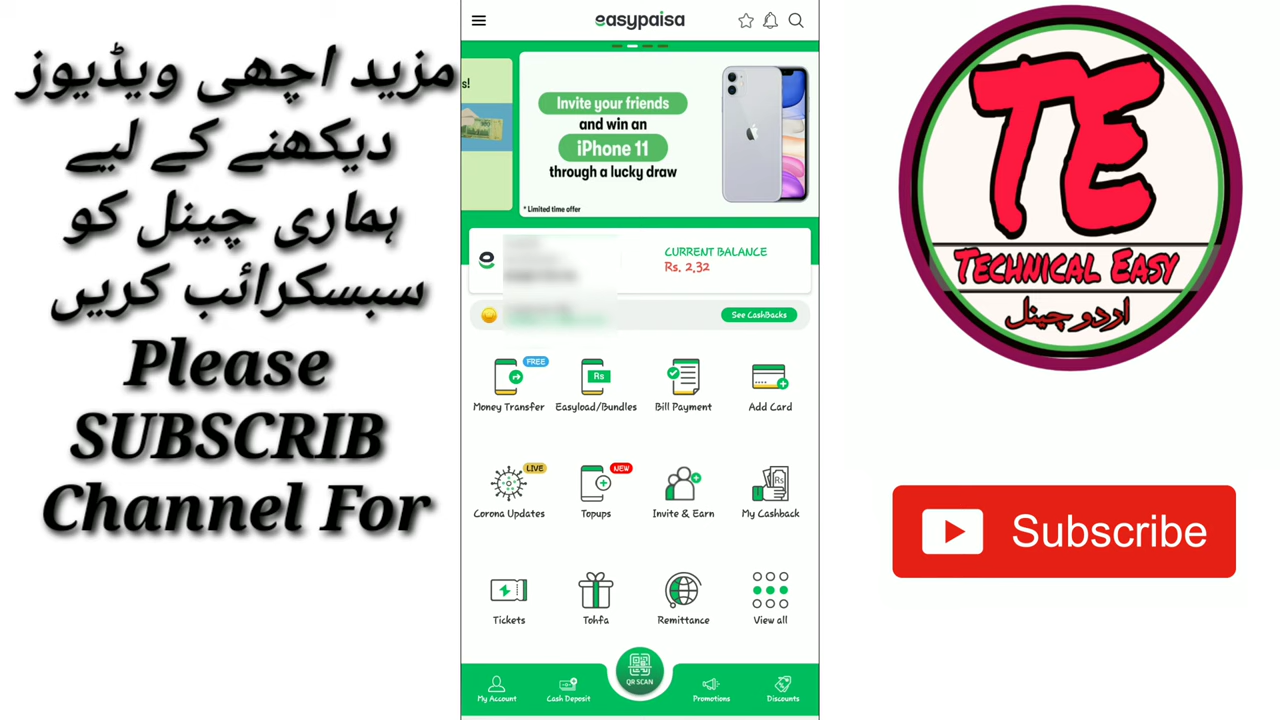 مزید اچھی ویڈیوز
دیکھنے کے لیے
ہماری چینل کو
سبسکرائب کریں
Please
SUBSCRIB
Channel For
easypaisa
s!
Invite your friends
and win an
iPhone 11
through a lucky draw
* Limited time offer
CURRENT BALANCE
Rs. 2.32
See CashBacks
FREE
Rs
Money Transfer
Easyload/Bundles
Bill Payment
Add Card
LIVE
NEW
Rs
Corona Updates
Topups
Invite & Earn
My Cashback
Tickets
Tohfa
Remittance
View all
QR SCAN
My Account
Cash Deposit
Promotions
Discounts
TE
TECHNICAL EASY
اردو چینل
Subscribe